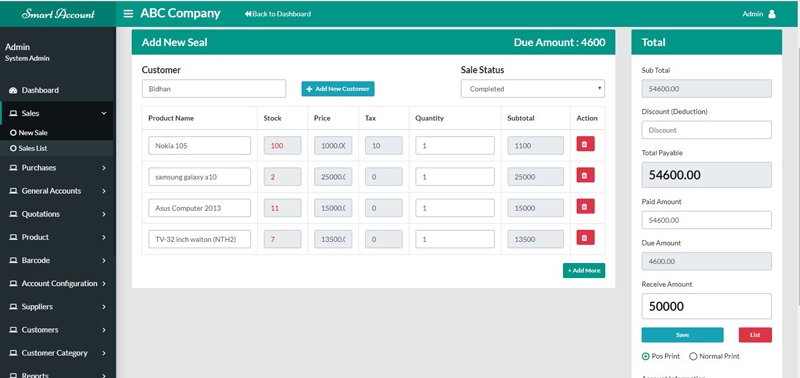 Smart Account
ABC Company
Back to Dashboard
Admin
Admin
System Admin
Dashboard
Sales
New Sale
Sales List
Purchases
General Accounts
Quotations
Product
Barcode
Account Configuration
Suppliers
Customers
Customer Category
Reports
Add New Seal
Due Amount : 4600
Customer
Sale Status
Bidhan
+ Add New Customer
Completed
Product Name Stock Price Tax Quantity Subtotal Action
Nokia 105 100 1000.0 10 1 1100
samsung galaxy a10 2 25000.( 0 1 25000
Asus Computer 2013 11 15000.( 0 1 15000
TV-32 inch walton (NTH2) 7 13500.( 0 1 13500
+ Add More
Total
Sub Total
54600.00
Discount (Deduction)
Discount
Total Payable
54600.00
Paid Amount
54600.00
Due Amount
4600.00
Receive Amount
50000
Save List
Pos Print Normal Print
Account Information